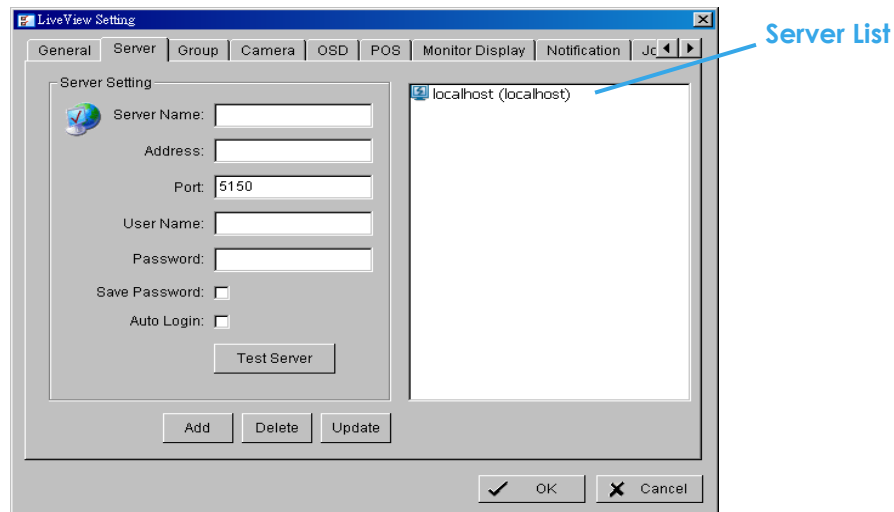 LiveView Setting
Server List
General Server Group Camera OSD POS Monitor Display Notification
Server Setting
localhost (localhost)
Server Name:
Address:
Port: 5150
User Name:
Password:
Save Password:
Auto Login:
Test Server
Add Delete Update
OK Cancel